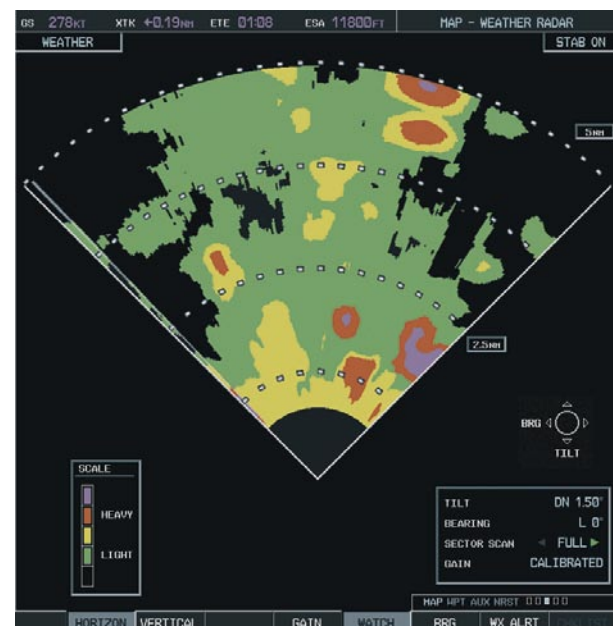 GS 278KT XTK ←0.19NM ETE 01:08 ESA 11800FT MAP - WEATHER RADAR
WEATHER STAB ON
5NM
2.5NM
BRG
TILT
SCALE
HEAVY
LIGHT
TILT DN 1.50°
BEARING L 0°
SECTOR SCAN ◄ FULL ►
GAIN CALIBRATED
MAP WPT AUX NRST
HORIZON VERTICAL GAIN WATCH BRG WX ALRT